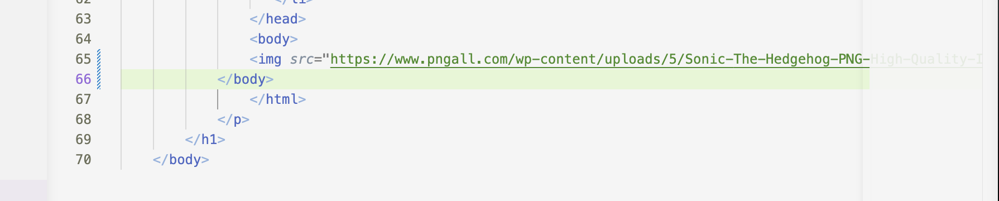 62 </li>
63 </head>
64 <body>
65 <img src="https://www.pngall.com/wp-content/uploads/5/Sonic-The-Hedgehog-PNG-High-Quality-I
66 </body>
67 </html>
68 </p>
69 </h1>
70 </body>